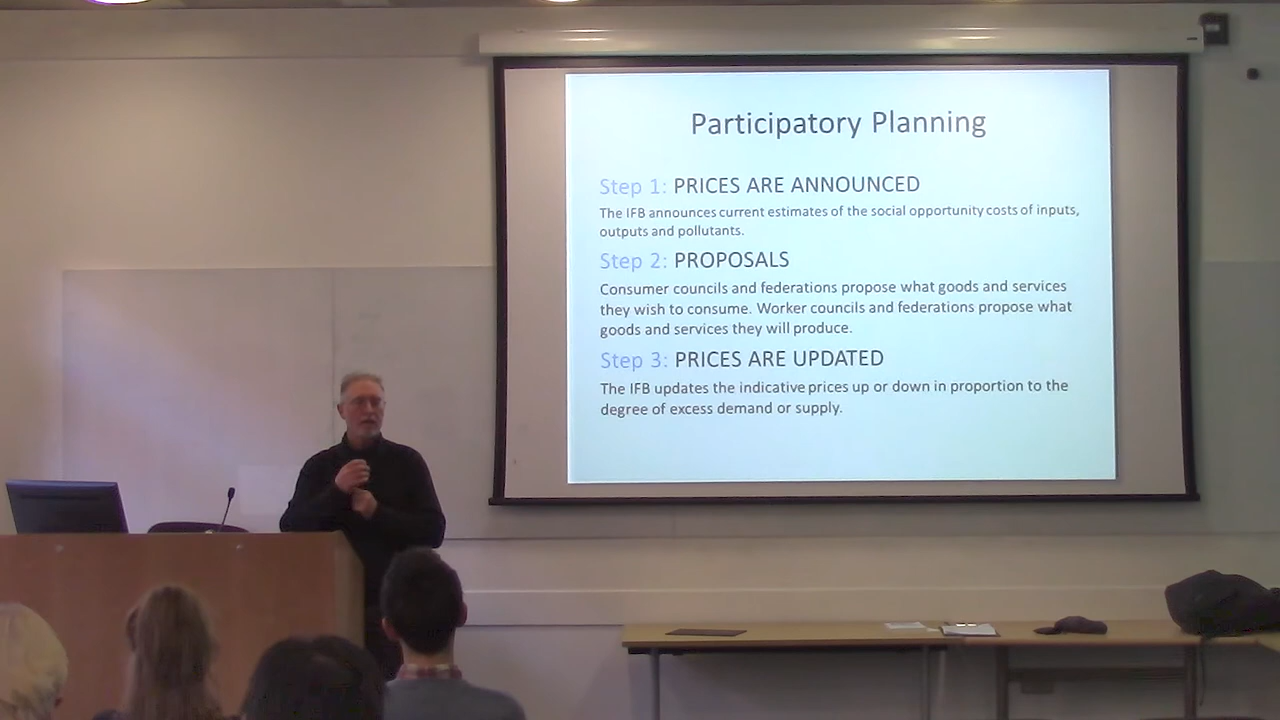 Participatory Planning
Step 1: PRICES ARE ANNOUNCED
The IFB announces current estimates of the social opportunity costs of inputs,
outputs and pollutants.
Step 2: PROPOSALS
Consumer councils and federations propose what goods and services
they wish to consume. Worker councils and federations propose what
goods and services they will produce.
Step 3: PRICES ARE UPDATED
The IFB updates the indicative prices up or down in proportion to the
degree of excess demand or supply.